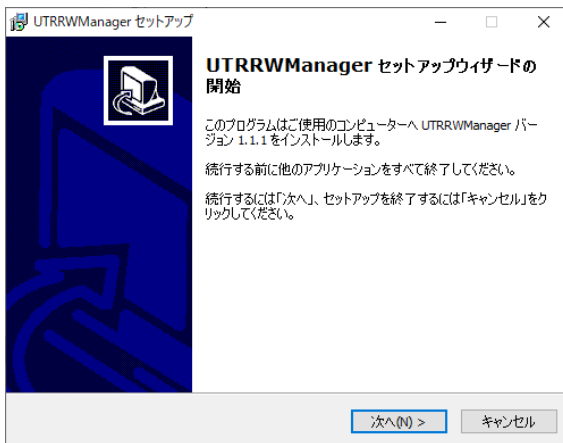 UTRRWManager セットアップ
UTRRWManager セットアップウィザードの
開始
このプログラムはご使用のコンピューターへ UTRRWManager バー
ジョン 1.1.1 をインストールします。
続行する前に他のアプリケーションをすべて終了してください。
続行するには「次へ」、セットアップを終了するには「キャンセル」をク
リックしてください。
次へ(N) >
キャンセル